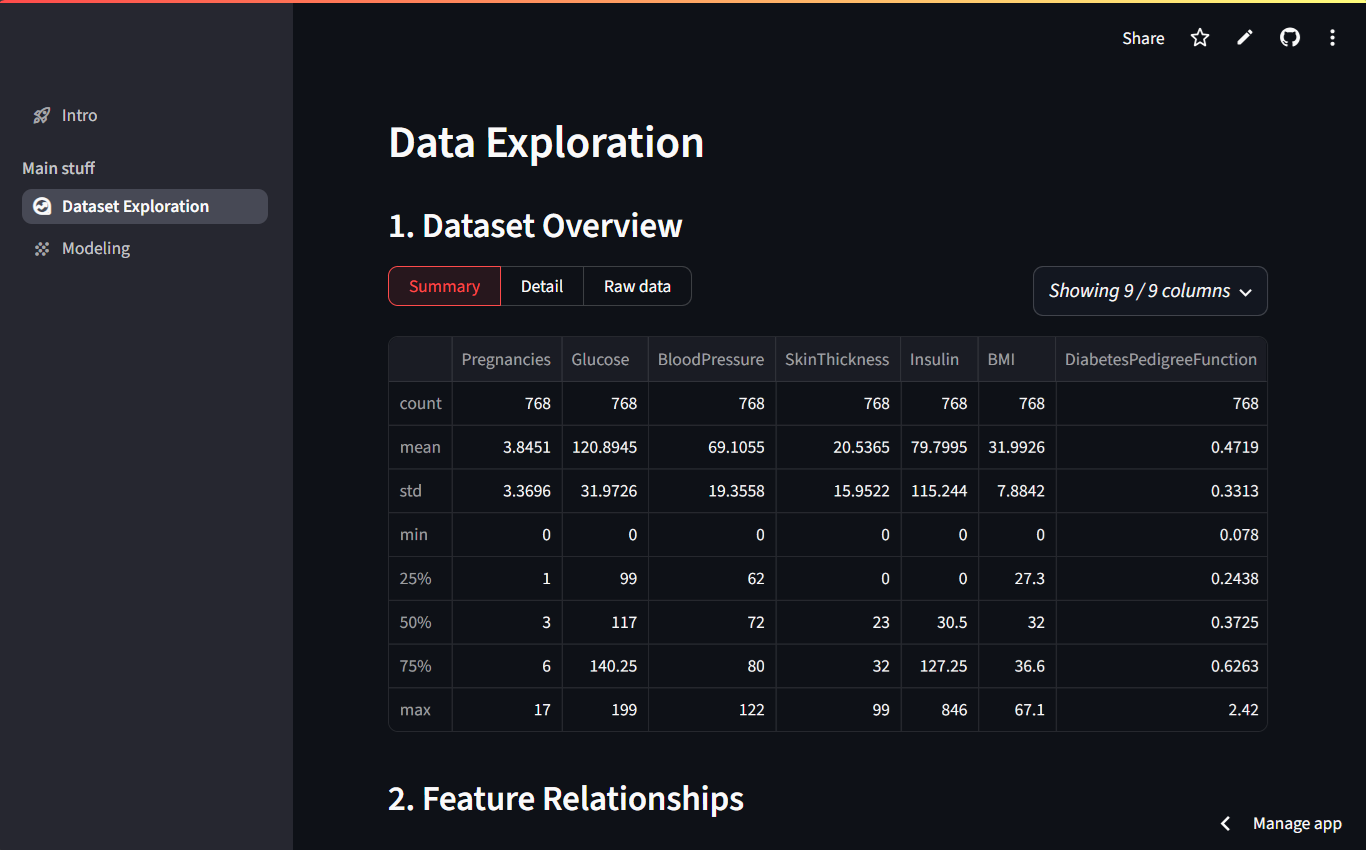 Share
Intro
Main stuff
Dataset Exploration
Modeling
Data Exploration
1. Dataset Overview
Summary Detail Raw data
Showing 9 / 9 columns
Pregnancies Glucose BloodPressure SkinThickness Insulin BMI DiabetesPedigreeFunction
count 768 768 768 768 768 768 768
mean 3.8451 120.8945 69.1055 20.5365 79.7995 31.9926 0.4719
std 3.3696 31.9726 19.3558 15.9522 115.244 7.8842 0.3313
min 0 0 0 0 0 0 0.078
25% 1 99 62 0 0 27.3 0.2438
50% 3 117 72 23 30.5 32 0.3725
75% 6 140.25 80 32 127.25 36.6 0.6263
max 17 199 122 99 846 67.1 2.42
2. Feature Relationships
Manage app